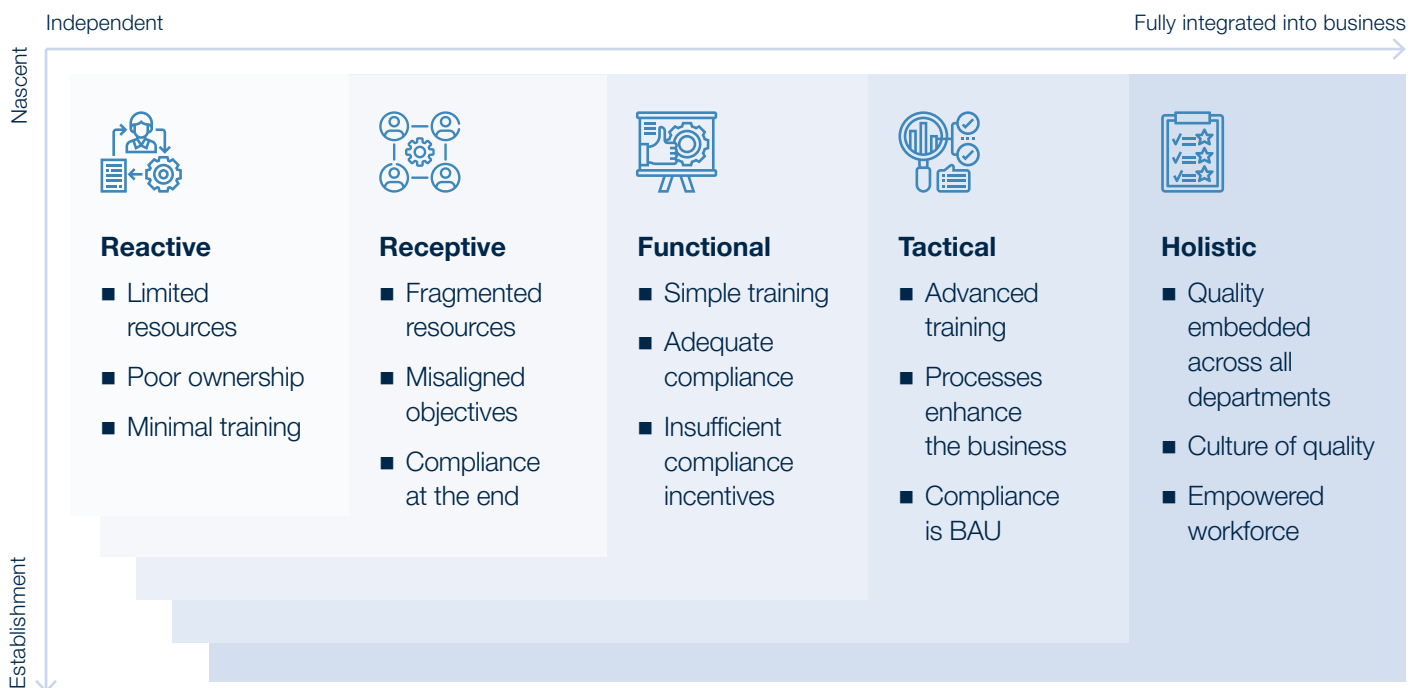 Independent
Fully integrated into business
Nascent
Establishment
Reactive
■ Limited
resources
■ Poor ownership
■ Minimal training
Receptive
■ Fragmented
resources
■ Misaligned
objectives
■ Compliance
at the end
Functional
■ Simple training
■ Adequate
compliance
■ Insufficient
compliance
incentives
Tactical
■ Advanced
training
■ Processes
enhance
the business
■ Compliance
is BAU
Holistic
■ Quality
embedded
across all
departments
■ Culture of quality
■ Empowered
workforce